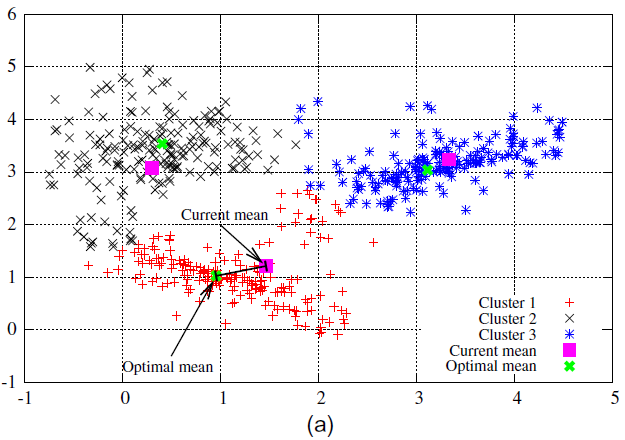 6
5
4
3
2
1
0
-1
Current mean
Optimal mean
Cluster 1
Cluster 2
Cluster 3
Current mean
Optimal mean
-1 0 1 2 3 4 5
(a)